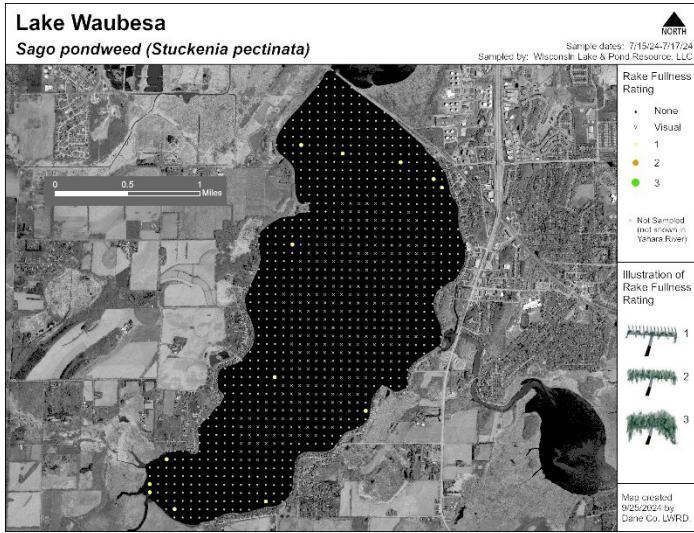 Lake Waubesa
Sago pondweed (Stuckenia pectinata)
NORTH
Sample dates: 7/15/24-7/17/24
Sampled by: Wisconsin Lake & Pond Resource, LLC
0 0.5 1
Miles
Rake Fullness
Rating
None
Visual
1
2
3
Not Sampled
(not shown in
Yahara River)
Illustration of
Rake Fullness
Rating
1
2
3
Map created
9/25/2024 by
Dane Co. LWRD.